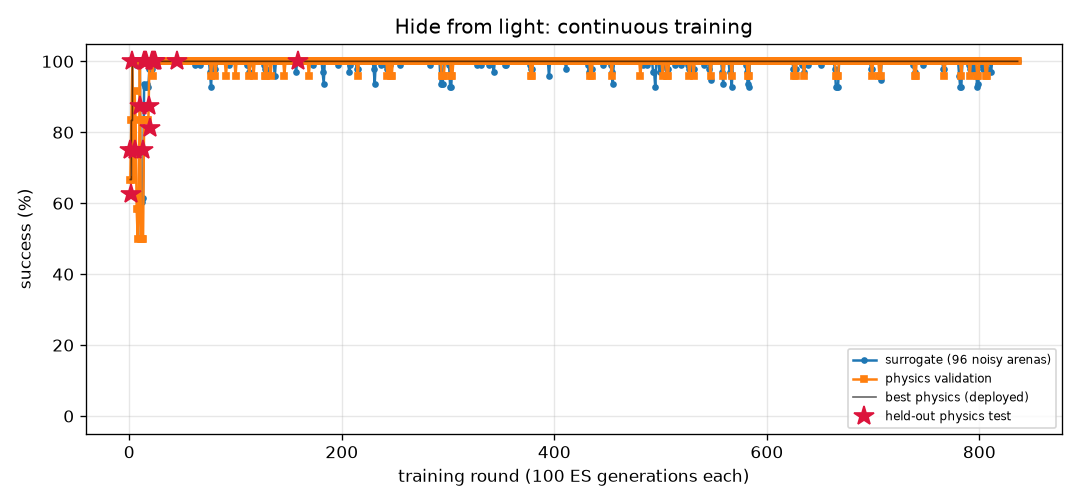 Hide from light: continuous training
success (%)
100
80
60
40
20
0
0 200 400 600 800
training round (100 ES generations each)
surrogate (96 noisy arenas)
physics validation
best physics (deployed)
held-out physics test